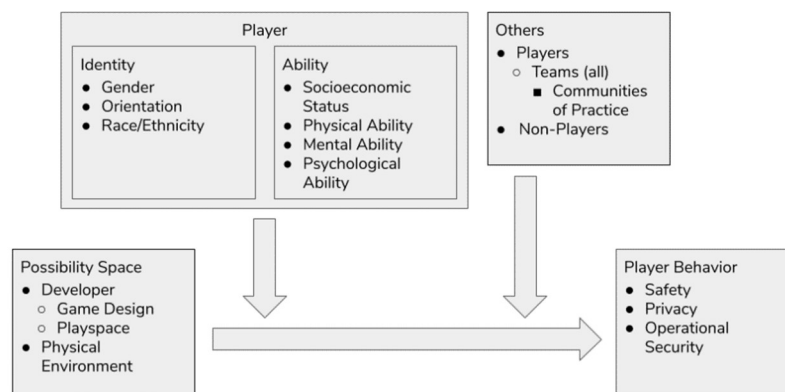 Player
Identity
● Gender
● Orientation
● Race/Ethnicity
Ability
● Socioeconomic
Status
● Physical Ability
● Mental Ability
● Psychological
Ability
Others
● Players
○ Teams (all)
■ Communities
of Practice
● Non-Players
Possibility Space
● Developer
○ Game Design
○ Playspace
● Physical
Environment
Player Behavior
● Safety
● Privacy
● Operational
Security